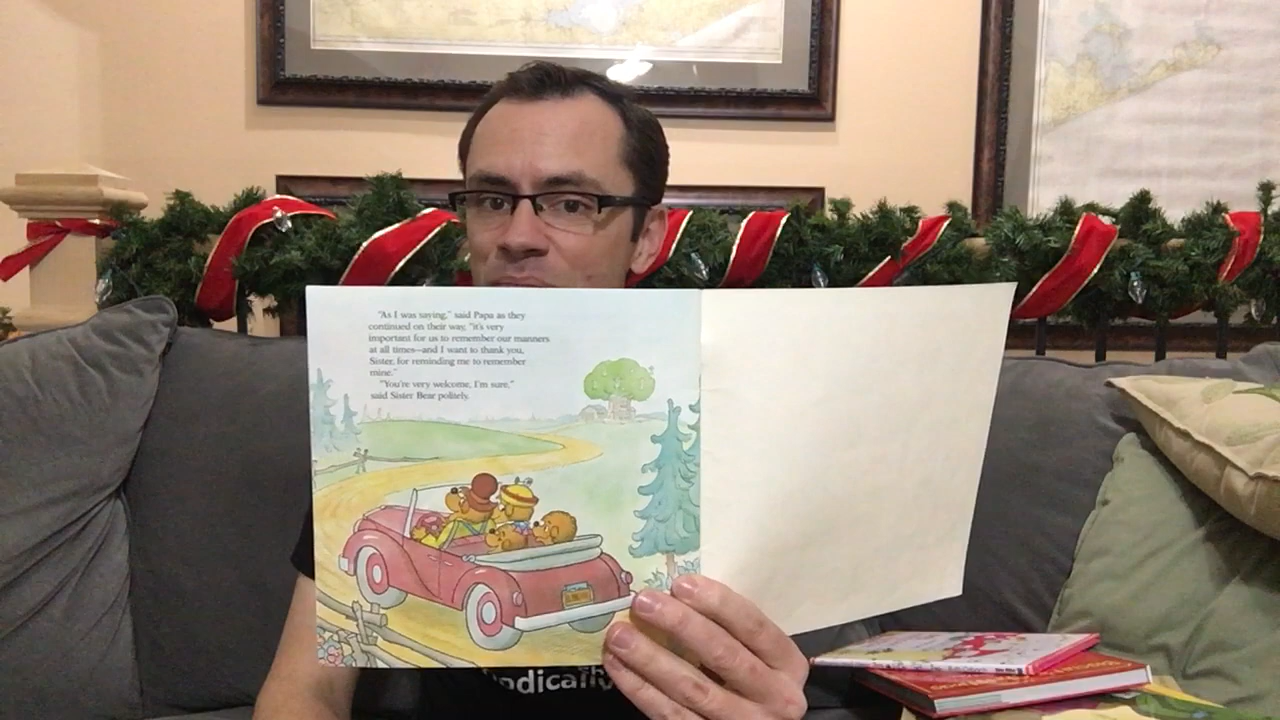 "As I was saying," said Papa as they
continued on their way, "it's very
important for us to remember our manners
at all times—and I want to thank you,
Sister, for reminding me to remember
mine."
"You're very welcome, I'm sure,"
said Sister Bear politely.